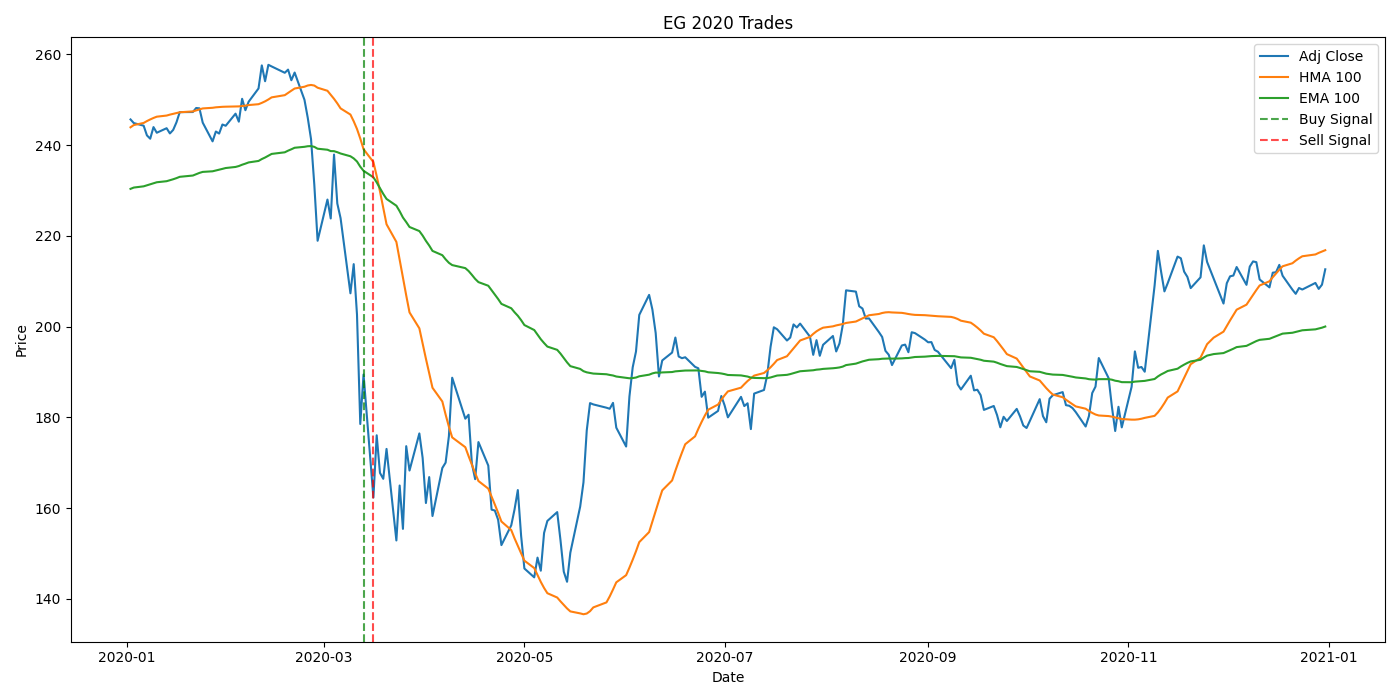 EG 2020 Trades
260
240
220
200
180
160
140
Price
Adj Close
HMA 100
EMA 100
Buy Signal
Sell Signal
2020-01
2020-03
2020-05
2020-07
2020-09
2020-11
2021-01
Date